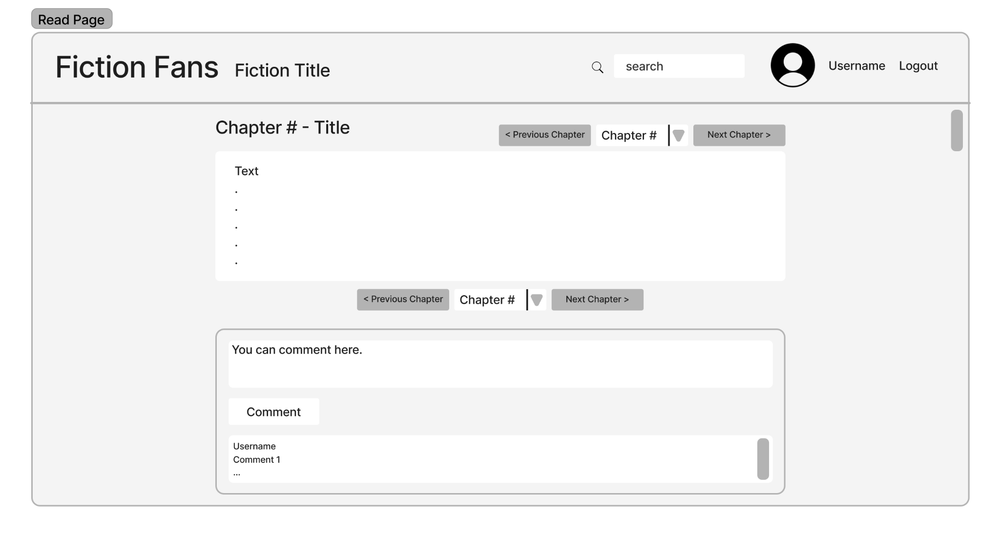 Read Page
Fiction Fans Fiction Title search Username Logout
Chapter # - Title < Previous Chapter Chapter # Next Chapter >
Text
.
.
.
.
.
< Previous Chapter Chapter # Next Chapter >
You can comment here.
Comment
Username
Comment 1
...